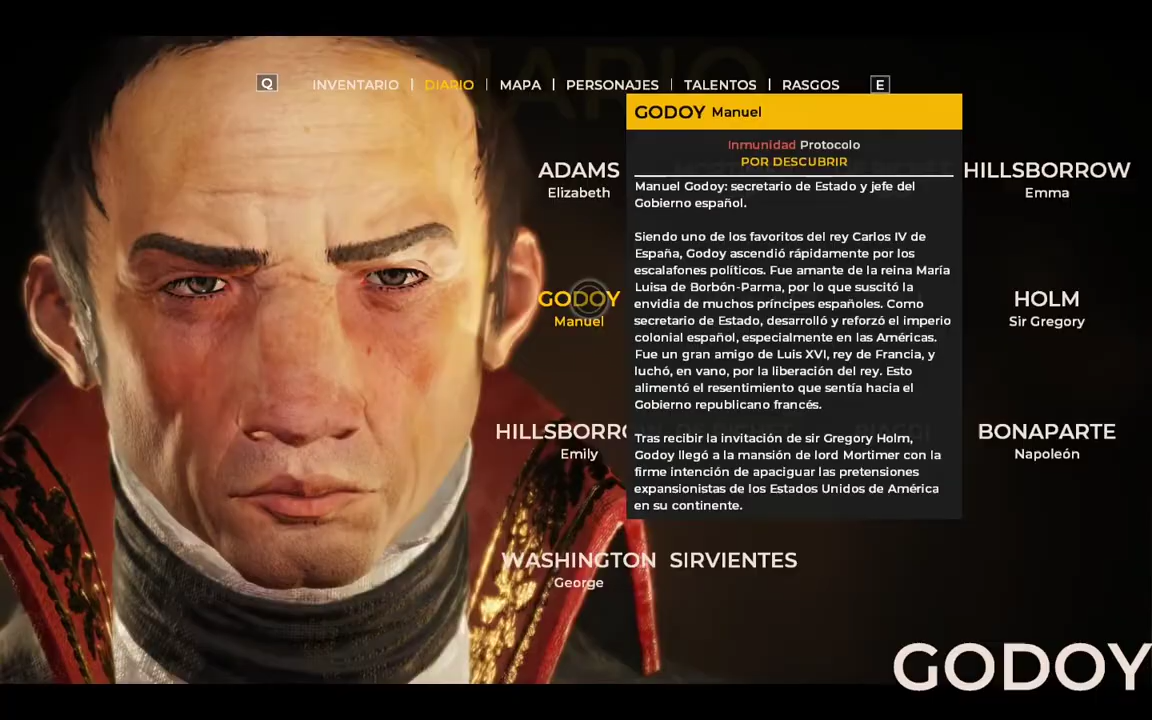 Q INVENTARIO | DIARIO | MAPA | PERSONAJES | TALENTOS | RASGOS E
GODOY Manuel
Inmunidad Protocolo
POR DESCUBRIR
Manuel Godoy: secretario de Estado y jefe del
Gobierno español.
Siendo uno de los favoritos del rey Carlos IV de
España, Godoy ascendió rápidamente por los
escalafones políticos. Fue amante de la reina María
Luisa de Borbón-Parma, por lo que suscitó la
envidia de muchos príncipes españoles. Como
secretario de Estado, desarrolló y reforzó el imperio
colonial español, especialmente en las Américas.
Fue un gran amigo de Luis XVI, rey de Francia, y
luchó, en vano, por la liberación del rey. Esto
alimentó el resentimiento que sentía hacia el
Gobierno republicano francés.
Tras recibir la invitación de sir Gregory Holm,
Godoy llegó a la mansión de lord Mortimer con la
firme intención de apaciguar las pretensiones
expansionistas de los Estados Unidos de América
en su continente.
ADAMS
Elizabeth
HILLSBORROW
Emma
GODOY
Manuel
HOLM
Sir Gregory
HILLSBORRO
Emily
BONAPARTE
Napoleón
WASHINGTON
George
SIRVIENTES
GODOY